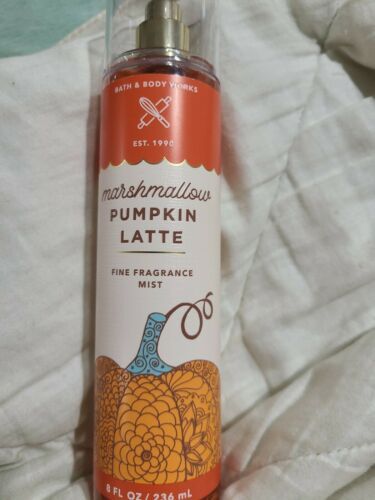 BATH & BODY WORKS
EST. 1990
marshmallow
PUMPKIN
LATTE
FINE FRAGRANCE
MIST
8 FL OZ / 236 mL